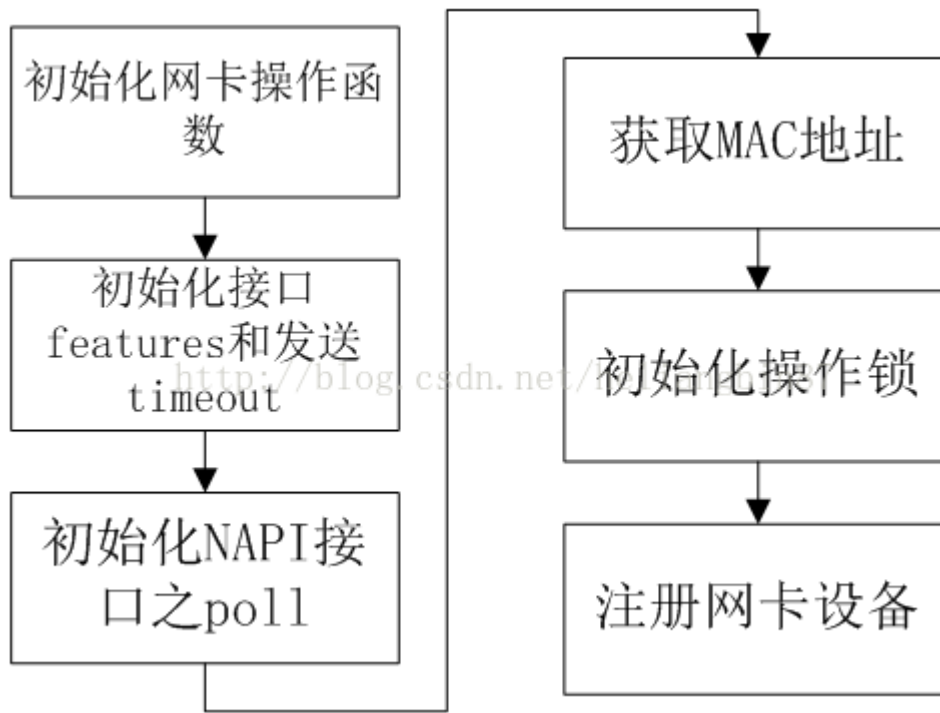 初始化网卡操作函
数
初始化接口
features和发送
timeout
初始化NAPI接
口之poll
获取MAC地址
初始化操作锁
注册网卡设备
http://blog.csdn.net/